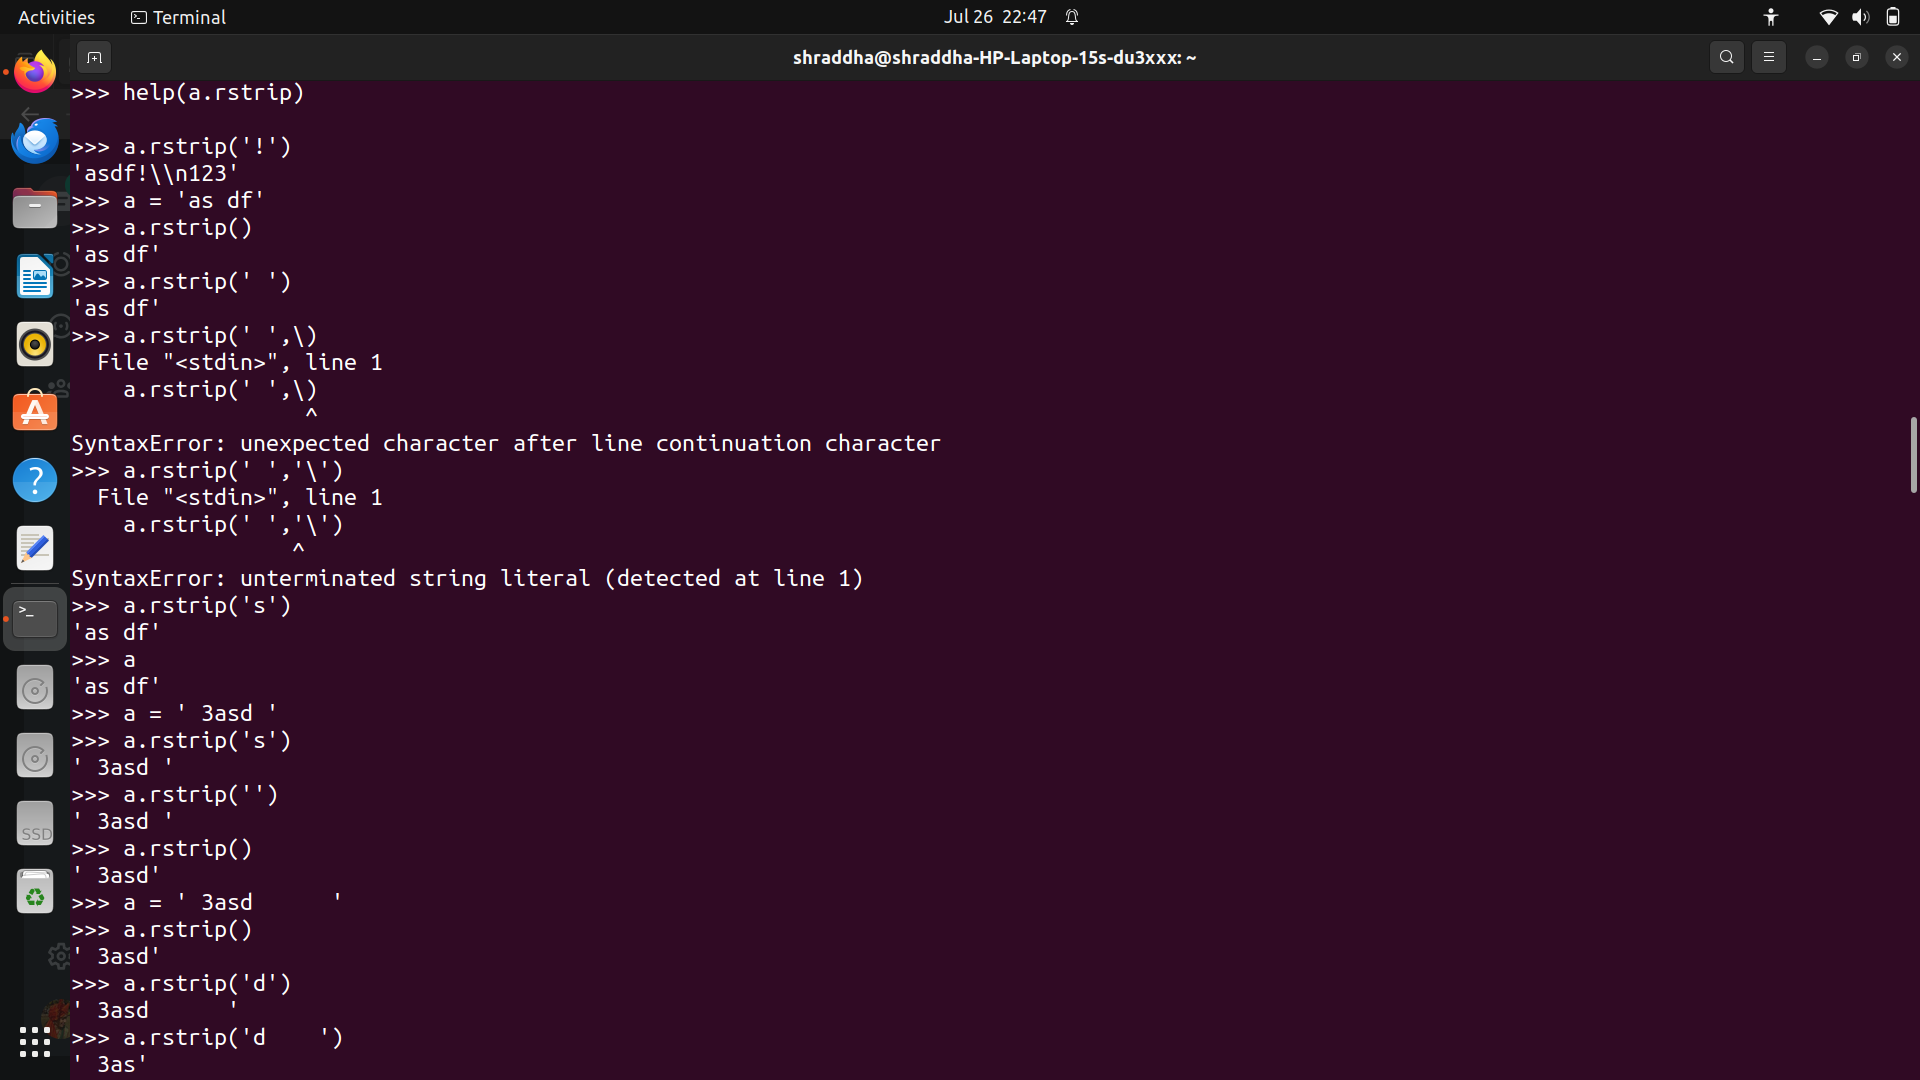 Activities
Terminal
Jul 26 22:47
shraddha@shraddha-HP-Laptop-15s-du3xxx: ~
>>> help(a.rstrip)
>>> a.rstrip('!')
'asdf!\\n123'
>>> a = 'as df'
>>> a.rstrip()
'as df'
>>> a.rstrip(' ')
'as df'
>>> a.rstrip(' ',\)
  File "<stdin>", line 1
    a.rstrip(' ',\)
                  ^
SyntaxError: unexpected character after line continuation character
>>> a.rstrip(' ','\')
  File "<stdin>", line 1
    a.rstrip(' ','\')
                 ^
SyntaxError: unterminated string literal (detected at line 1)
>>> a.rstrip('s')
'as df'
>>> a
'as df'
>>> a = ' 3asd '
>>> a.rstrip('s')
' 3asd '
>>> a.rstrip('')
' 3asd '
>>> a.rstrip()
' 3asd'
>>> a = ' 3asd      '
>>> a.rstrip()
' 3asd'
>>> a.rstrip('d')
' 3asd      '
>>> a.rstrip('d    ')
' 3as'
SSD